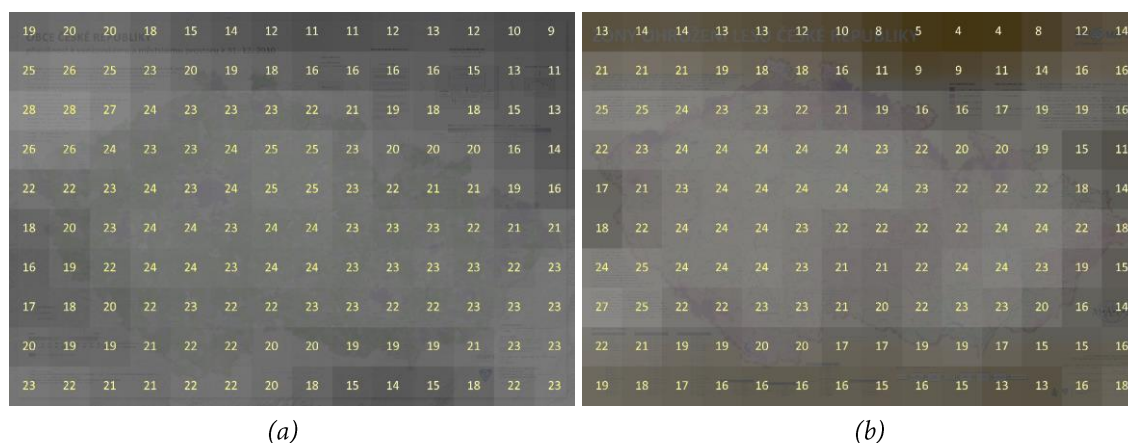 OBCE ČESKÉ REPUBLIKY
19 20 20 18 15 14 12 11 11 12 13 12 10 9
25 26 25 23 20 19 18 16 16 16 16 15 13 11
28 28 27 24 23 23 23 22 21 19 18 18 15 13
26 26 24 23 23 24 25 25 23 20 20 20 16 14
22 22 23 24 23 24 25 25 23 22 21 21 19 16
18 20 23 24 24 23 24 24 23 23 23 22 21 21
16 19 22 24 24 23 24 24 23 23 23 23 22 23
17 18 20 22 23 22 22 23 23 22 22 23 23 23
20 19 19 21 22 22 20 20 19 19 19 21 23 23
23 22 21 21 22 22 20 18 15 14 15 18 22 23
(a)
ZÓNY OHROŽENÍ LESŮ ČESKÉ REPUBLIKY
13 14 14 13 13 12 10 8 5 4 4 8 12 14
21 21 21 19 18 18 16 11 9 9 11 14 16 16
25 25 24 23 23 22 21 19 16 16 17 19 19 16
22 23 24 24 24 24 24 23 22 20 20 19 15 11
17 21 23 24 24 24 24 24 23 22 22 22 18 14
18 22 24 24 24 23 22 22 22 22 24 24 22 18
24 25 24 24 24 23 21 21 22 24 24 23 19 15
27 25 22 22 23 23 21 20 22 23 23 20 16 14
22 21 19 19 20 20 17 17 19 19 17 15 15 16
19 18 17 16 16 16 16 15 16 15 13 13 16 18
(b)